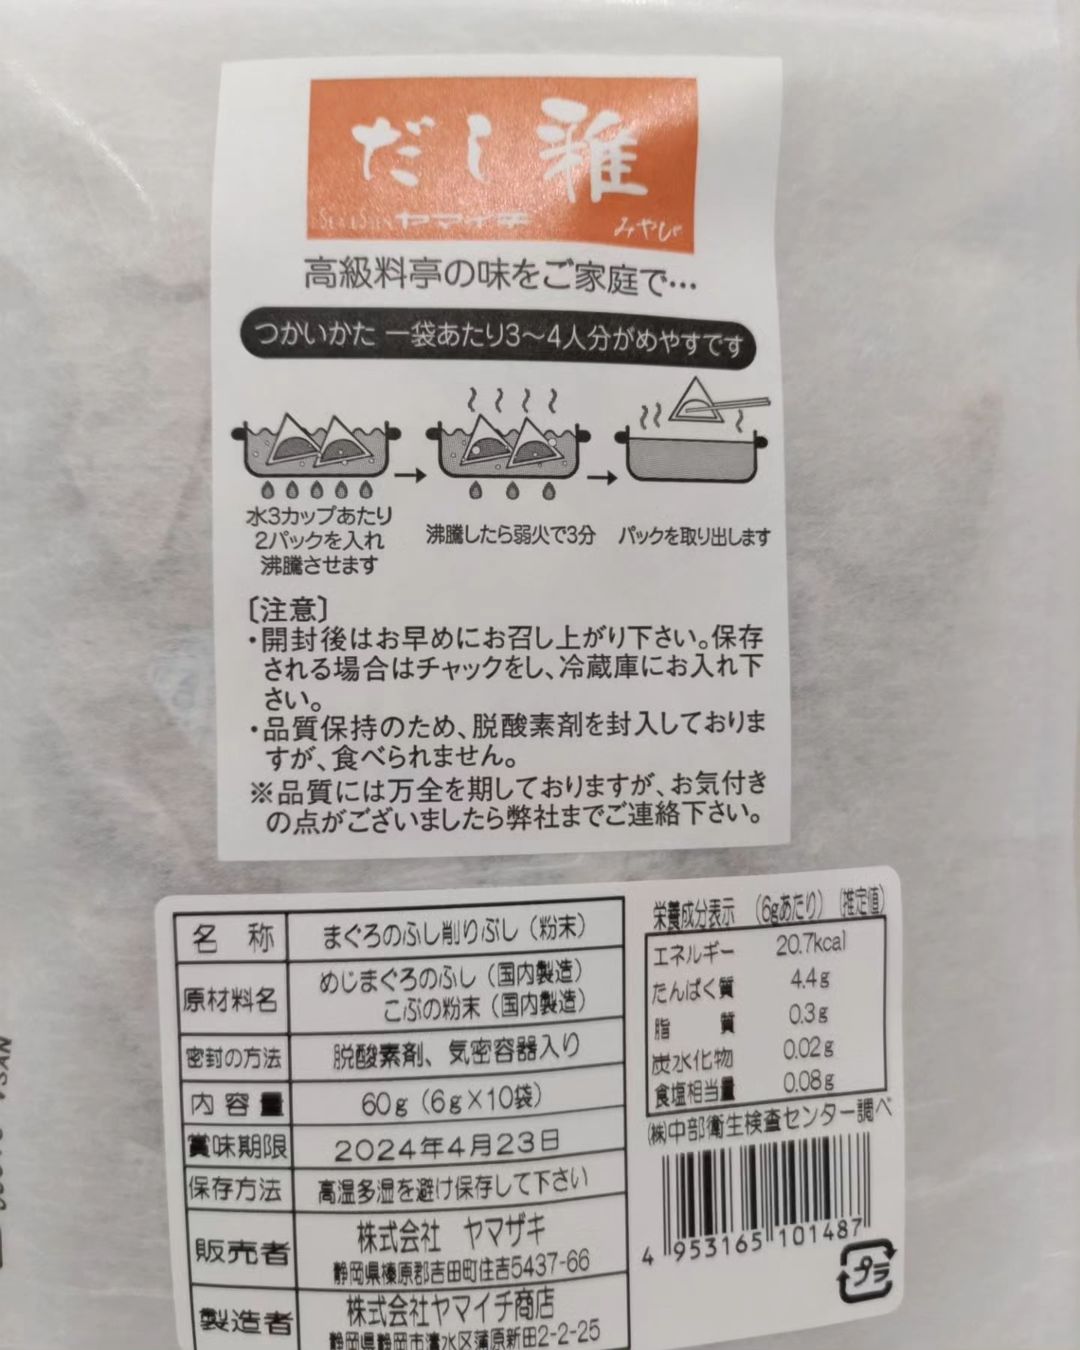 だし雅
ヤマイチ
みやび
高級料亭の味をご家庭で…
つかいかた 一袋あたり3〜4人分がめやすです
水3カップあたり
2パックを入れ
沸騰させます
沸騰したら弱火で3分
パックを取り出します
〔注意〕
・開封後はお早めにお召し上がり下さい。保存
される場合はチャックをし、冷蔵庫にお入れ下
さい。
・品質保持のため、脱酸素剤を封入しておりま
すが、食べられません。
※品質には万全を期しておりますが、お気付き
の点がございましたら弊社までご連絡下さい。
名 称 まぐろのふし削りぶし（粉末）
原材料名 めじまぐろのふし（国内製造）
こぶの粉末（国内製造）
密封の方法 脱酸素剤、気密容器入り
内容量 60g（6g×10袋）
賞味期限 2024年4月23日
保存方法 高温多湿を避け保存して下さい
販売者 株式会社 ヤマザキ
静岡県榛原郡吉田町住吉5437-66
製造者 株式会社ヤマイチ商店
静岡県静岡市清水区蒲原新田2-2-25
栄養成分表示（6gあたり）（推定値）
エネルギー 20.7kcal
たんぱく質 4.4g
脂 質 0.3g
炭水化物 0.02g
食塩相当量 0.08g
(株)中部衛生検査センター調べ
4 953165 101487
プラ